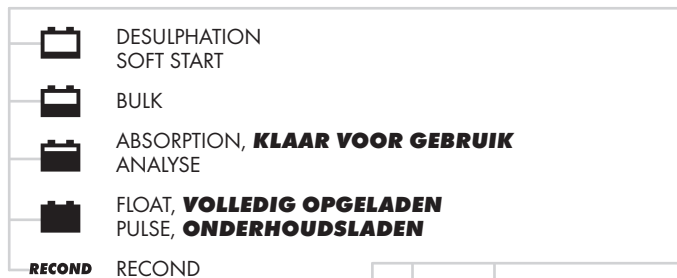 DESULPHATION
SOFT START
BULK
ABSORPTION, KLAAR VOOR GEBRUIK
ANALYSE
FLOAT, VOLLEDIG OPGELADEN
PULSE, ONDERHOUDSLADEN
RECOND RECOND